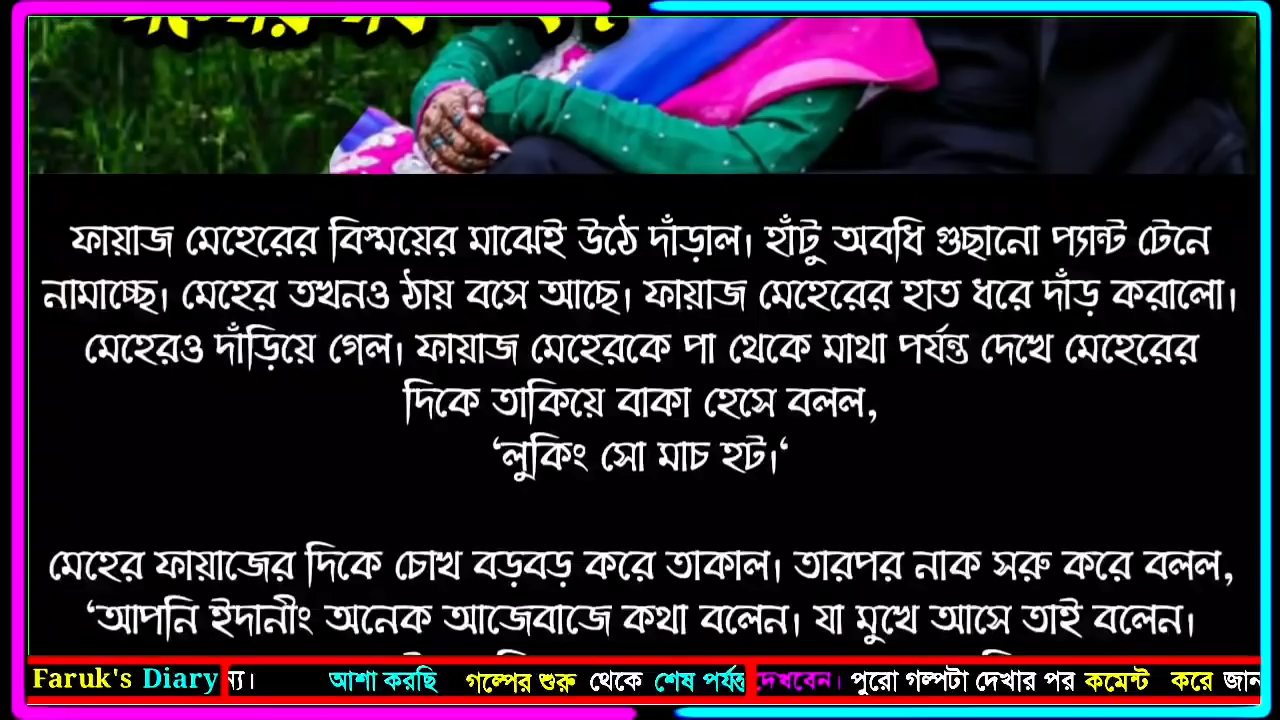 ফায়াজ মেহেরের বিস্ময়ের মাঝেই উঠে দাঁড়াল। হাঁটু অবধি গুছানো প্যান্ট টেনে
নামাচ্ছে। মেহের তখনও ঠায় বসে আছে। ফায়াজ মেহেরের হাত ধরে দাঁড় করালো।
মেহেরও দাঁড়িয়ে গেল। ফায়াজ মেহেরকে পা থেকে মাথা পর্যন্ত দেখে মেহেরের
দিকে তাকিয়ে বাকা হেসে বলল,
‘লুকিং সো মাচ হট।‘
মেহের ফায়াজের দিকে চোখ বড়বড় করে তাকাল। তারপর নাক সরু করে বলল,
‘আপনি ইদানীং অনেক আজেবাজে কথা বলেন। যা মুখে আসে তাই বলেন।
Faruk's Diary আশা করছি গল্পের শুরু থেকে শেষ পর্যন্ত দেখবেন। পুরো গল্পটা দেখার পর কমেন্ট করে জান